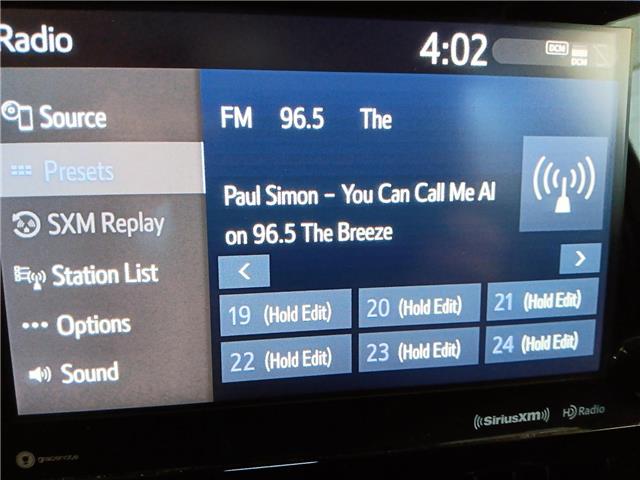 Radio
4:02
DCM
DCM
Source
Presets
SXM Replay
Station List
Options
Sound
FM 96.5 The
Paul Simon – You Can Call Me Al
on 96.5 The Breeze
<
>
19 (Hold Edit)
20 (Hold Edit)
21 (Hold Edit)
22 (Hold Edit)
23 (Hold Edit)
24 (Hold Edit)
((SiriusXM))
HD Radio
gracenote